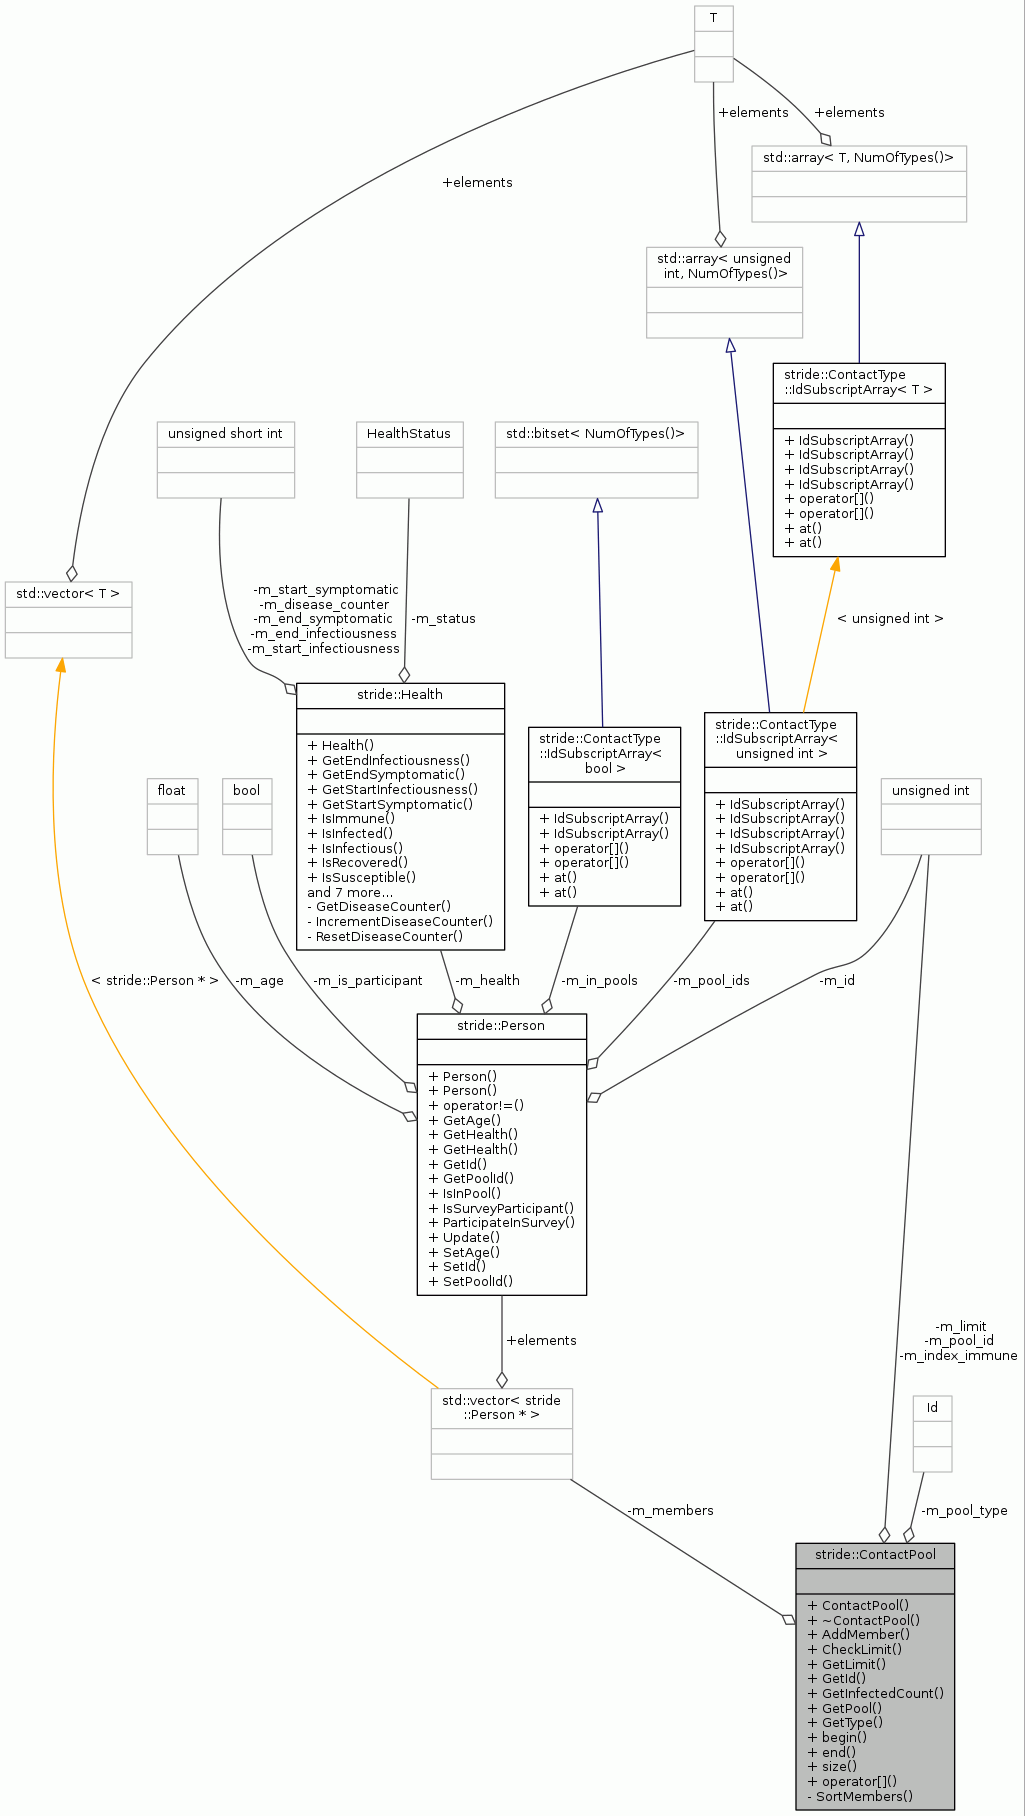 T
+elements
+elements
std::array< T, NumOfTypes()>
+elements
std::array< unsigned
int, NumOfTypes()>
stride::ContactType
::IdSubscriptArray< T >
+ IdSubscriptArray()
+ IdSubscriptArray()
+ IdSubscriptArray()
+ IdSubscriptArray()
+ operator[]()
+ operator[]()
+ at()
+ at()
unsigned short int
HealthStatus
std::bitset< NumOfTypes()>
std::vector< T >
-m_start_symptomatic
-m_disease_counter
-m_end_symptomatic
-m_end_infectiousness
-m_start_infectiousness
-m_status
< unsigned int >
stride::Health
+ Health()
+ GetEndInfectiousness()
+ GetEndSymptomatic()
+ GetStartInfectiousness()
+ GetStartSymptomatic()
+ IsImmune()
+ IsInfected()
+ IsInfectious()
+ IsRecovered()
+ IsSusceptible()
and 7 more...
- GetDiseaseCounter()
- IncrementDiseaseCounter()
- ResetDiseaseCounter()
stride::ContactType
::IdSubscriptArray<
bool >
+ IdSubscriptArray()
+ IdSubscriptArray()
+ operator[]()
+ operator[]()
+ at()
+ at()
stride::ContactType
::IdSubscriptArray<
unsigned int >
+ IdSubscriptArray()
+ IdSubscriptArray()
+ IdSubscriptArray()
+ IdSubscriptArray()
+ operator[]()
+ operator[]()
+ at()
+ at()
float
bool
unsigned int
< stride::Person * >
-m_age
-m_is_participant
-m_health
-m_in_pools
-m_pool_ids
-m_id
stride::Person
+ Person()
+ Person()
+ operator!=()
+ GetAge()
+ GetHealth()
+ GetHealth()
+ GetId()
+ GetPoolId()
+ IsInPool()
+ IsSurveyParticipant()
+ ParticipateInSurvey()
+ Update()
+ SetAge()
+ SetId()
+ SetPoolId()
+elements
-m_limit
-m_pool_id
-m_index_immune
std::vector< stride
::Person * >
Id
-m_members
-m_pool_type
stride::ContactPool
+ ContactPool()
+ ~ContactPool()
+ AddMember()
+ CheckLimit()
+ GetLimit()
+ GetId()
+ GetInfectedCount()
+ GetPool()
+ GetType()
+ begin()
+ end()
+ size()
+ operator[]()
- SortMembers()